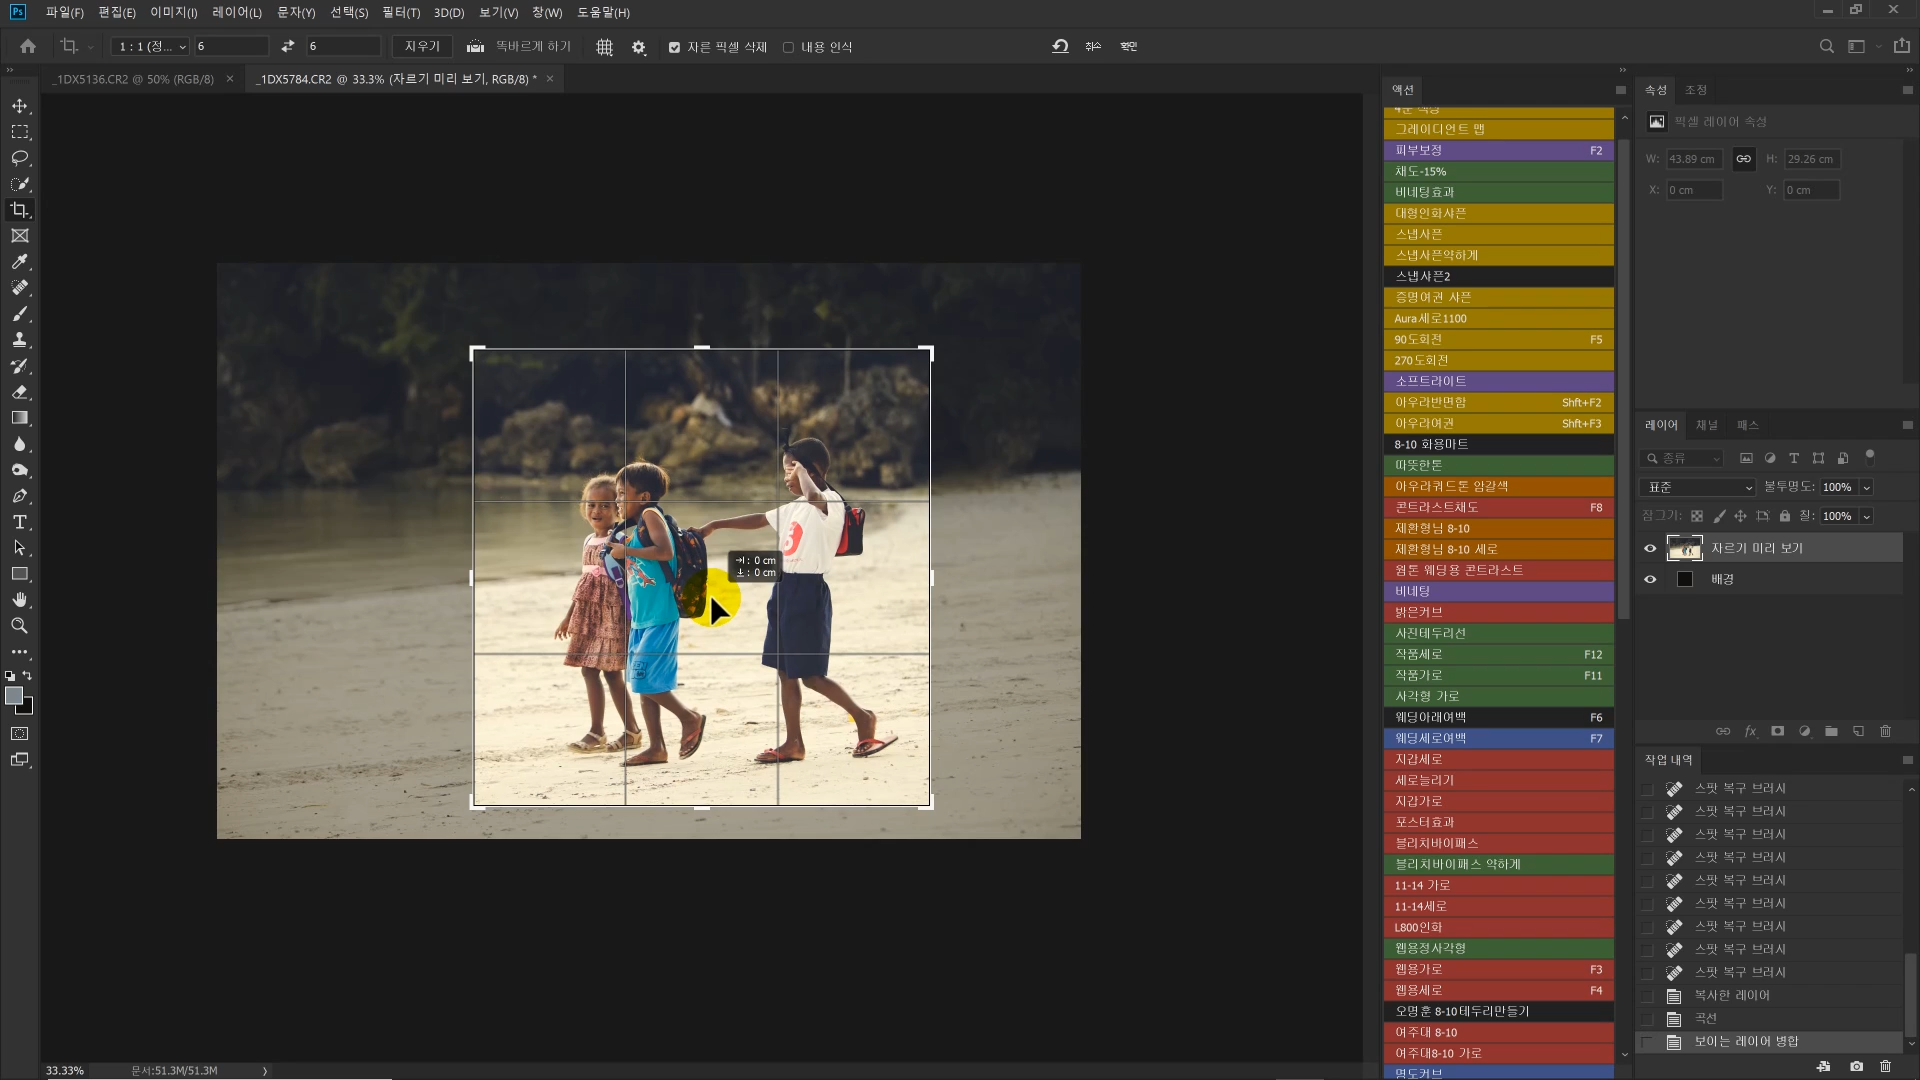 Ps 파일(F) 편집(E) 이미지(I) 레이어(L) 문자(Y) 선택(S) 필터(T) 3D(D) 보기(V) 창(W) 도움말(H)
1 : 1 (정... 6 6 지우기 똑바르게 하기 자른 픽셀 삭제 내용 인식 취소 확인
_1DX5136.CR2 @ 50% (RGB/8) × _1DX5784.CR2 @ 33.3% (자르기 미리 보기, RGB/8) * ×
→I : 0 cm
⊥ : 0 cm
33.33% 문서:51.3M/51.3M
액션
4분 색상
그레이디언트 맵
피부보정 F2
채도-15%
비네팅효과
대형인화샤픈
스냅샤픈
스냅샤픈약하게
스냅샤픈2
증명여권 샤픈
Aura세로1100
90도회전 F5
270도회전
소프트라이트
아우라반면함 Shft+F2
아우라여권 Shft+F3
8-10 화용마트
따뜻한톤
아우라쿼드톤 암갈색
콘트라스트채도 F8
제환형님 8-10
제환형님 8-10 세로
웜톤 웨딩용 콘트라스트
비네팅
밝은커브
사진테두리선
작품세로 F12
작품가로 F11
사각형 가로
웨딩아래여백 F6
웨딩세로여백 F7
지갑세로
세로늘리기
지갑가로
포스터효과
블리치바이패스
블리치바이패스 약하게
11-14 가로
11-14세로
L800인화
웹용정사각형
웹용가로 F3
웹용세로 F4
오명훈 8-10테두리만들기
여주대 8-10
여주대8-10 가로
명도커브
속성 조정
픽셀 레이어 속성
W: 43.89 cm H: 29.26 cm
X: 0 cm Y: 0 cm
레이어 채널 패스
종류
표준 불투명도: 100%
잠그기: 칠: 100%
자르기 미리 보기
배경
작업 내역
스팟 복구 브러시
스팟 복구 브러시
스팟 복구 브러시
스팟 복구 브러시
스팟 복구 브러시
스팟 복구 브러시
스팟 복구 브러시
스팟 복구 브러시
스팟 복구 브러시
복사한 레이어
곡선
보이는 레이어 병합